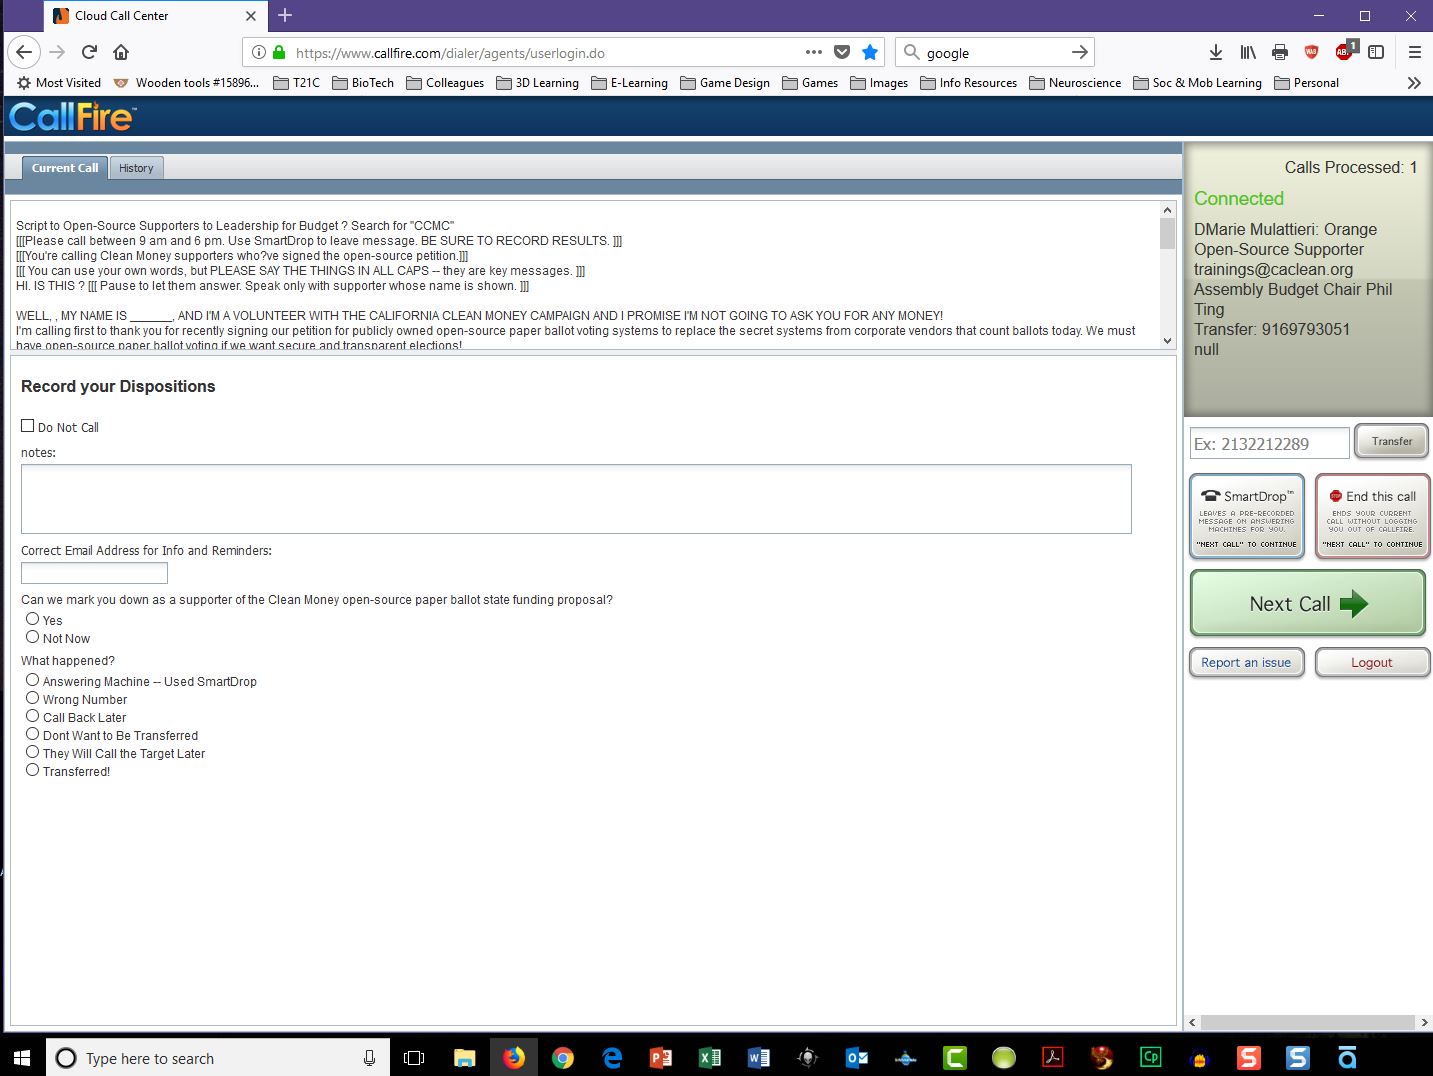 Cloud Call Center
https://www.callfire.com/dialer/agents/userlogin.do
google
1
Most Visited
Wooden tools #15896...
T21C
BioTech
Colleagues
3D Learning
E-Learning
Game Design
Games
Images
Info Resources
Neuroscience
Soc & Mob Learning
Personal
CallFire™
Current Call
History
Script to Open-Source Supporters to Leadership for Budget ? Search for "CCMC"
[[[Please call between 9 am and 6 pm. Use SmartDrop to leave message. BE SURE TO RECORD RESULTS. ]]]
[[[You're calling Clean Money supporters who?ve signed the open-source petition.]]]
[[[ You can use your own words, but PLEASE SAY THE THINGS IN ALL CAPS -- they are key messages. ]]]
HI. IS THIS ? [[[ Pause to let them answer. Speak only with supporter whose name is shown. ]]]
WELL, , MY NAME IS ______, AND I'M A VOLUNTEER WITH THE CALIFORNIA CLEAN MONEY CAMPAIGN AND I PROMISE I'M NOT GOING TO ASK YOU FOR ANY MONEY!
I'm calling first to thank you for recently signing our petition for publicly owned open-source paper ballot voting systems to replace the secret systems from corporate vendors that count ballots today. We must
have open-source paper ballot voting if we want secure and transparent elections!
Record your Dispositions
Do Not Call
notes:
Correct Email Address for Info and Reminders:
Can we mark you down as a supporter of the Clean Money open-source paper ballot state funding proposal?
Yes
Not Now
What happened?
Answering Machine -- Used SmartDrop
Wrong Number
Call Back Later
Dont Want to Be Transferred
They Will Call the Target Later
Transferred!
Calls Processed: 1
Connected
DMarie Mulattieri: Orange
Open-Source Supporter
trainings@caclean.org
Assembly Budget Chair Phil
Ting
Transfer: 9169793051
null
Ex: 2132212289
Transfer
SmartDrop™
LEAVES A PRE-RECORDED
MESSAGE ON ANSWERING
MACHINES FOR YOU.
"NEXT CALL" TO CONTINUE
STOP
End this call
ENDS YOUR CURRENT
CALL WITHOUT LOGGING
YOU OUT OF CALLFIRE.
"NEXT CALL" TO CONTINUE
Next Call
Report an issue
Logout
Type here to search